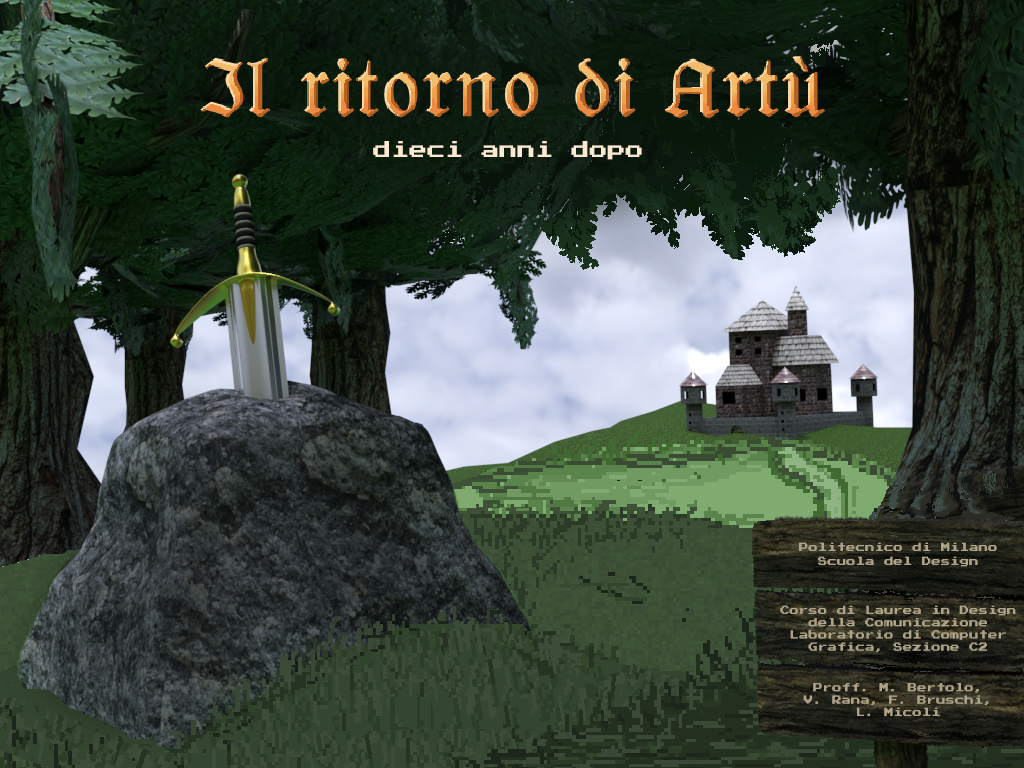 Il ritorno di Artù
dieci anni dopo
Politecnico di Milano
Scuola del Design
Corso di Laurea in Design
della Comunicazione
Laboratorio di Computer
Grafica, Sezione C2
Proff. M. Bertolo,
V. Rana, F. Bruschi,
L. Micoli